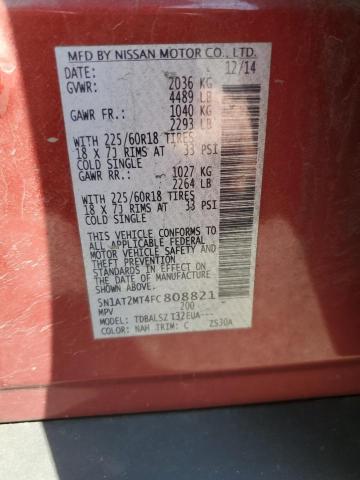 MFD BY NISSAN MOTOR CO., LTD.
DATE: 12/14
GVWR: 2036 KG
4489 LB
GAWR FR.: 1040 KG
2293 LB
WITH 225/60R18 TIRES
18 X 7J RIMS AT 33 PSI
COLD SINGLE
GAWR RR.: 1027 KG
2264 LB
WITH 225/60R18 TIRES
18 X 7J RIMS AT 33 PSI
COLD SINGLE
THIS VEHICLE CONFORMS TO ALL
APPLICABLE FEDERAL
MOTOR VEHICLE SAFETY AND
THEFT PREVENTION
STANDARDS IN EFFECT
ON THE DATE OF MANUFACTURE
SHOWN ABOVE.
5N1AT2MT4FC808821
MPV 200
MODEL: TDBALSZ T32EUA---
COLOR: NAH TRIM: C ZS30A